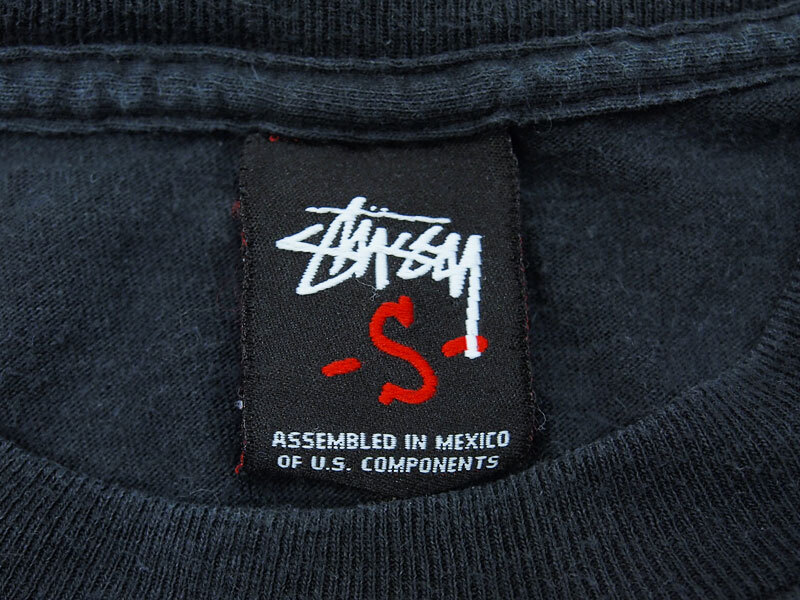 Stüssy
-S-
ASSEMBLED IN MEXICO
OF U.S. COMPONENTS